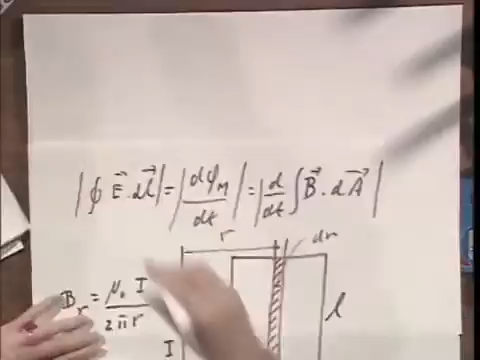 |∮ E⃗ · dl⃗| = |dφ_M/dt| = |d/dt ∫ B⃗ · dA⃗|
r dr
B_r = μ₀ I / 2πr
l
I